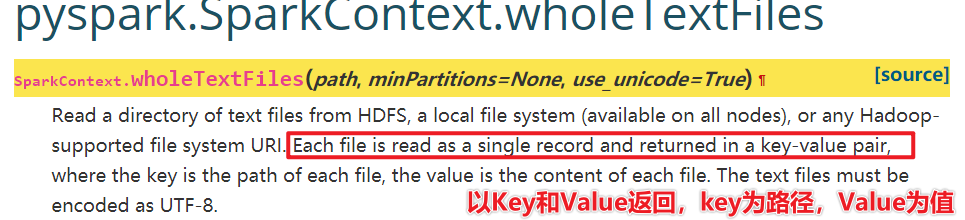 pyspark.SparkContext.wholeTextFiles
SparkContext.wholeTextFiles(path, minPartitions=None, use_unicode=True) ¶ [source]
Read a directory of text files from HDFS, a local file system (available on all nodes), or any Hadoop-
supported file system URI. Each file is read as a single record and returned in a key-value pair,
where the key is the path of each file, the value is the content of each file. The text files must be
encoded as UTF-8.
以Key和Value返回，key为路径，Value为值